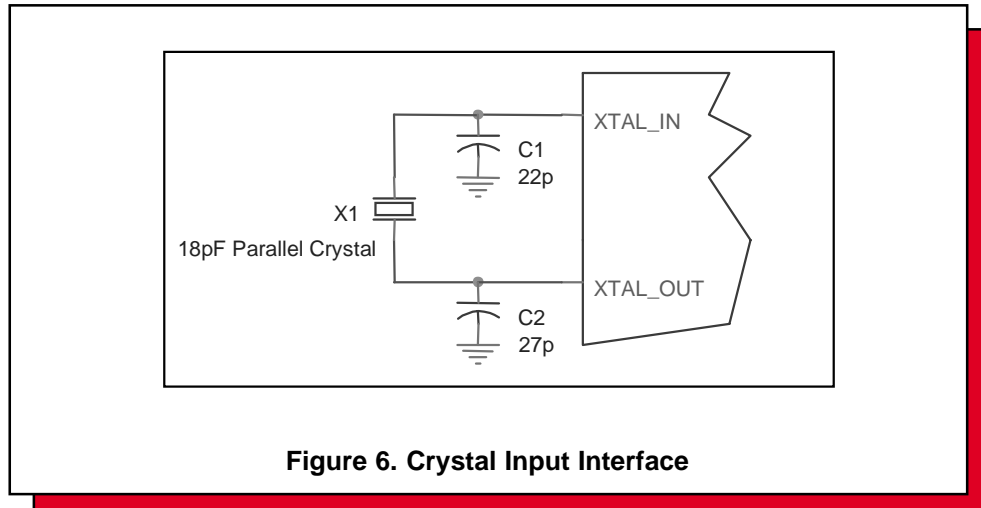 XTAL_IN
C1
22p
X1
18pF Parallel Crystal
XTAL_OUT
C2
27p
Figure 6. Crystal Input Interface